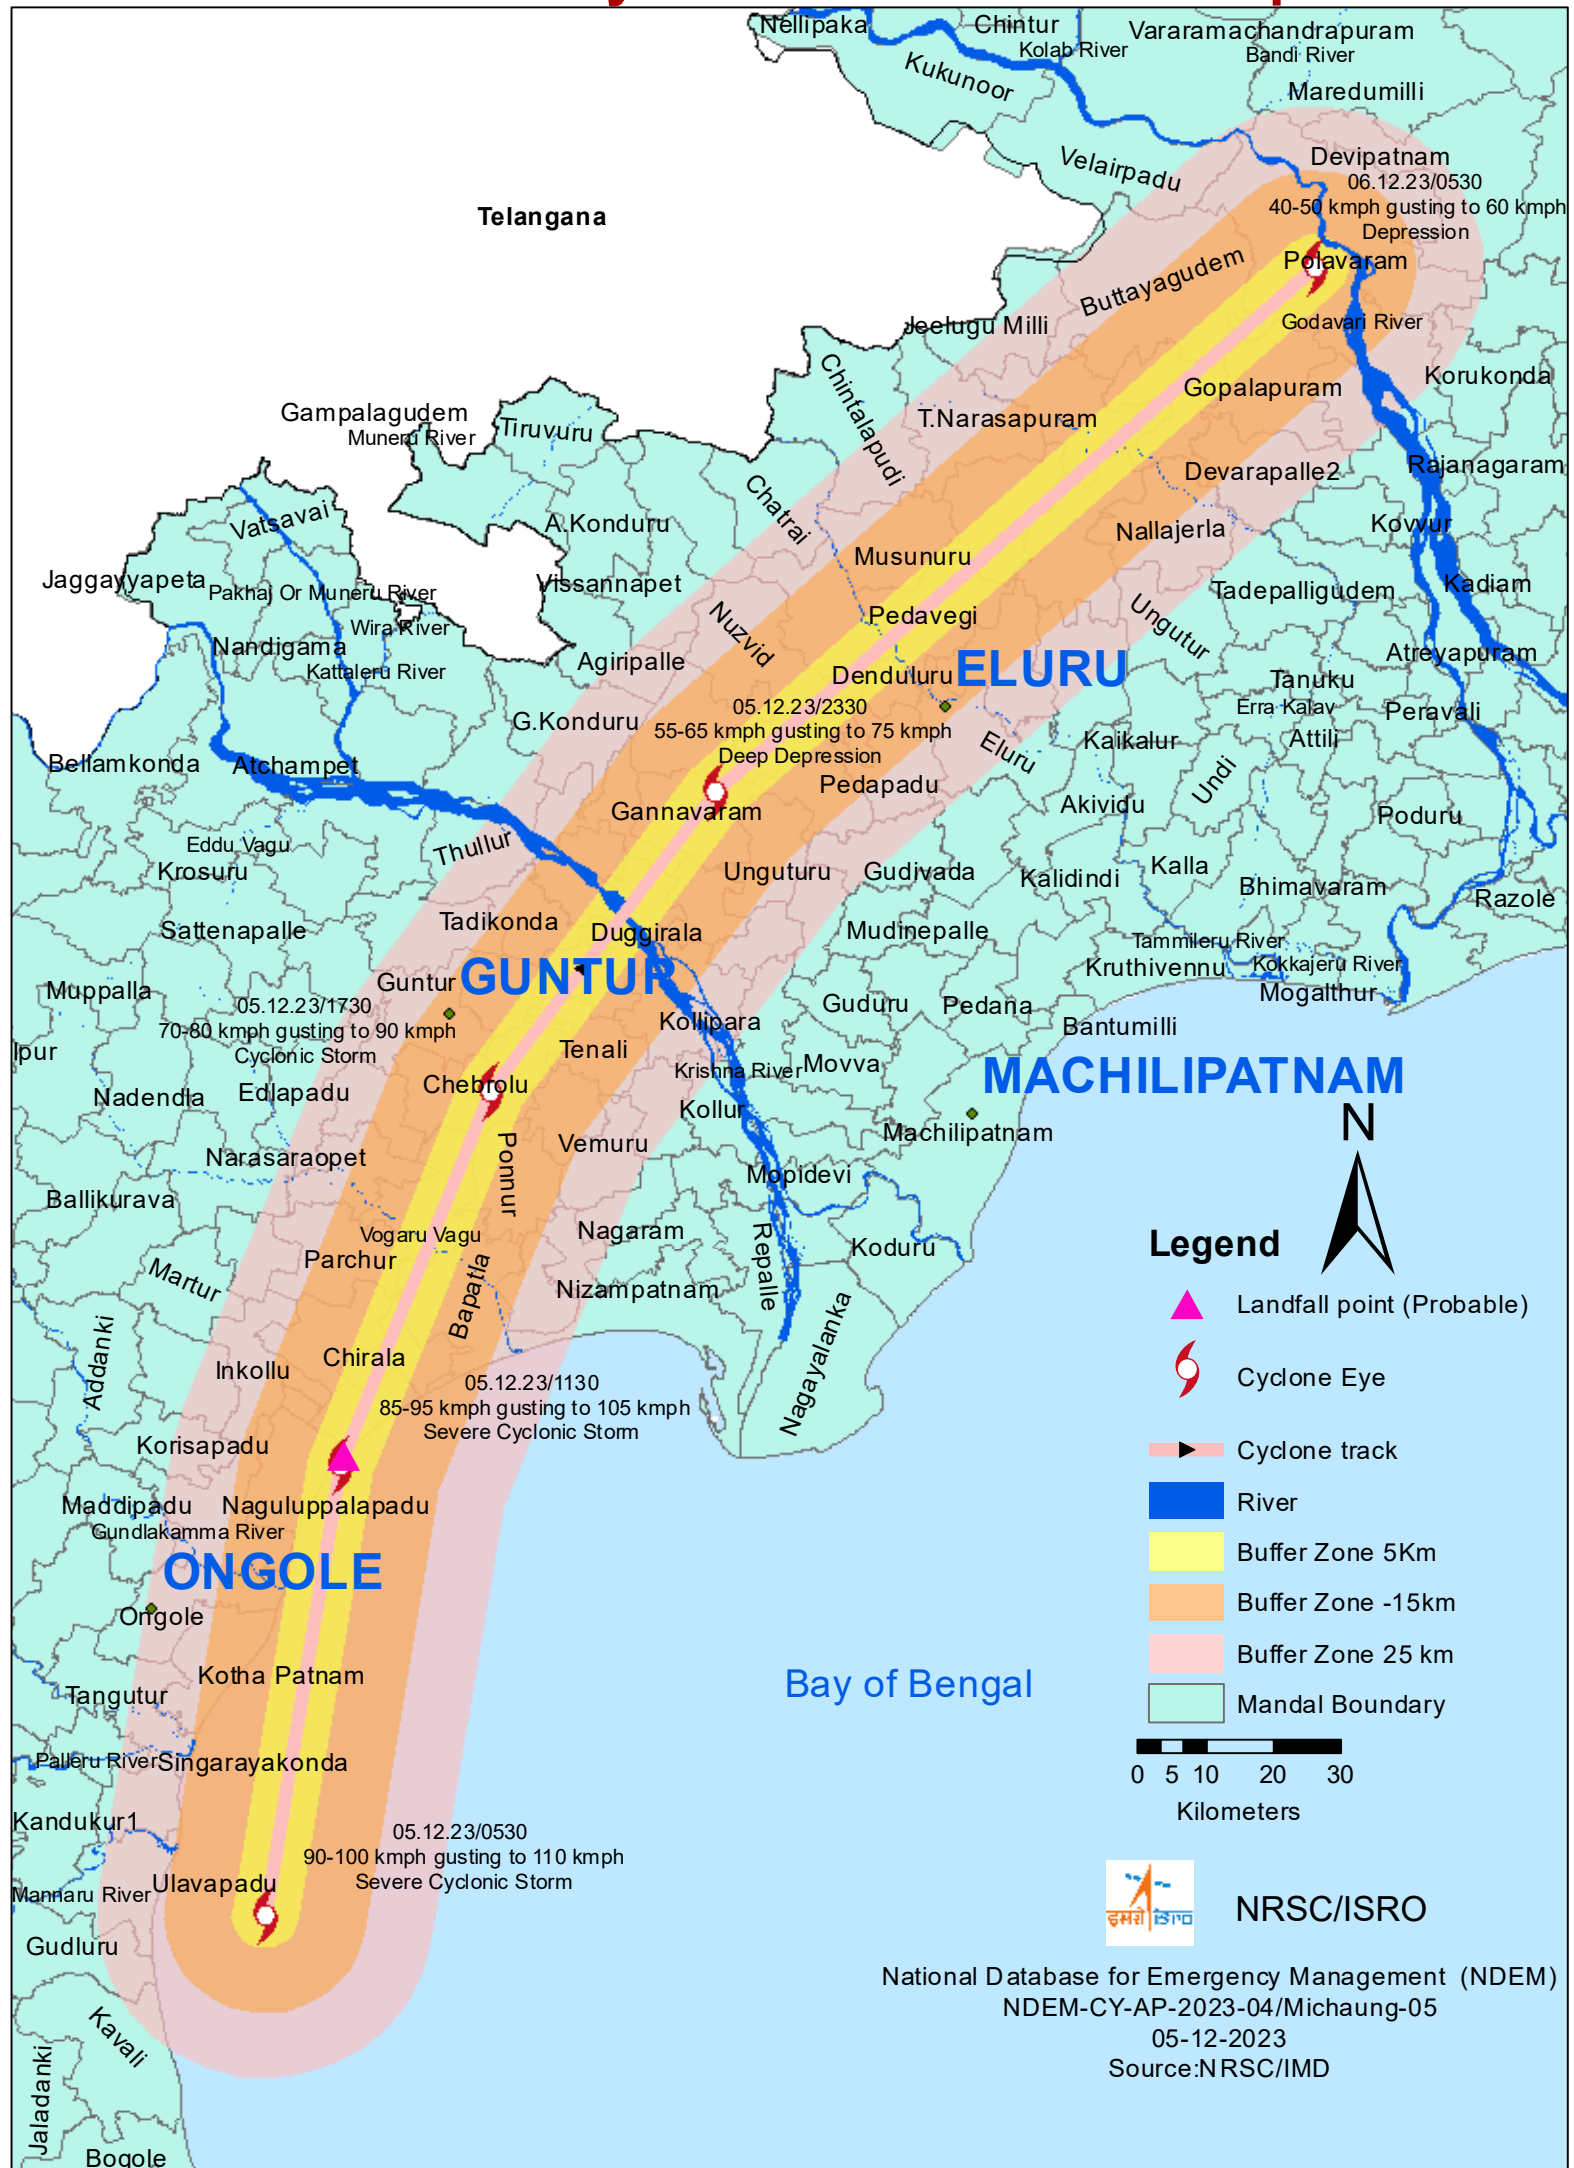 Nellipaka
Chintur
Vararamachandrapuram
Kolab River
Bandi River
Kukunoor
Maredumilli
Velairpadu
Devipatnam
06.12.23/0530
40-50 kmph gusting to 60 kmph
Depression
Telangana
Buttayagudem
Polavaram
Jeelugu Milli
Godavari River
Chintalapudi
Gopalapuram
Korukonda
Gampalagudem
Muneru River
Tiruvuru
T.Narasapuram
Chatrai
Devarapalle2
Rajanagaram
Vatsavai
A.Konduru
Nallajerla
Kovvur
Musunuru
Jaggayyapeta
Pakhal Or Muneru River
Vissannapet
Tadepalligudem
Kadiam
Wira River
Nuzvid
Pedavegi
Ungutur
Nandigama
Kattaleru River
Agiripalle
Denduluru
ELURU
Atreyapuram
Tanuku
05.12.23/2330
55-65 kmph gusting to 75 kmph
Deep Depression
Erra Kalav
Peravali
G.Konduru
Eluru
Kaikalur
Attili
Bellamkonda
Atchampet
Pedapadu
Undi
Gannavaram
Akividu
Poduru
Eddu Vagu
Thullur
Krosuru
Unguturu
Gudivada
Kalidindi
Kalla
Bhimavaram
Razole
Sattenapalle
Tadikonda
Duggirala
Mudinepalle
Tammileru River
Kruthivennu
Kokkajeru River
Mogalthur
Muppalla
Guntur
GUNTUR
05.12.23/1730
70-80 kmph gusting to 90 kmph
Cyclonic Storm
Kollipara
Guduru
Pedana
Bantumilli
Ipur
Tenali
Krishna River
Movva
MACHILIPATNAM
Nadendla
Edlapadu
Chebrolu
Kollur
Machilipatnam
N
Narasaraopet
Ponnur
Vemuru
Mopidevi
Ballikurava
Vogaru Vagu
Parchur
Nagaram
Repalle
Koduru
Legend
Martur
Bapatla
Nizampatnam
Landfall point (Probable)
Addanki
Inkollu
Chirala
Nagayalanka
Cyclone Eye
05.12.23/1130
85-95 kmph gusting to 105 kmph
Severe Cyclonic Storm
Korisapadu
Cyclone track
Maddipadu
Naguluppalapadu
River
Gundlakamma River
Buffer Zone 5Km
ONGOLE
Ongole
Buffer Zone -15km
Buffer Zone 25 km
Kotha Patnam
Bay of Bengal
Tangutur
Mandal Boundary
Palleru River
Singarayakonda
0 5 10 20 30
Kilometers
Kandukur1
05.12.23/0530
90-100 kmph gusting to 110 kmph
Severe Cyclonic Storm
Ulavapadu
Mannaru River
इसरो isro
NRSC/ISRO
Gudluru
National Database for Emergency Management (NDEM)
NDEM-CY-AP-2023-04/Michaung-05
05-12-2023
Source:NRSC/IMD
Kavali
Jaladanki
Bogole